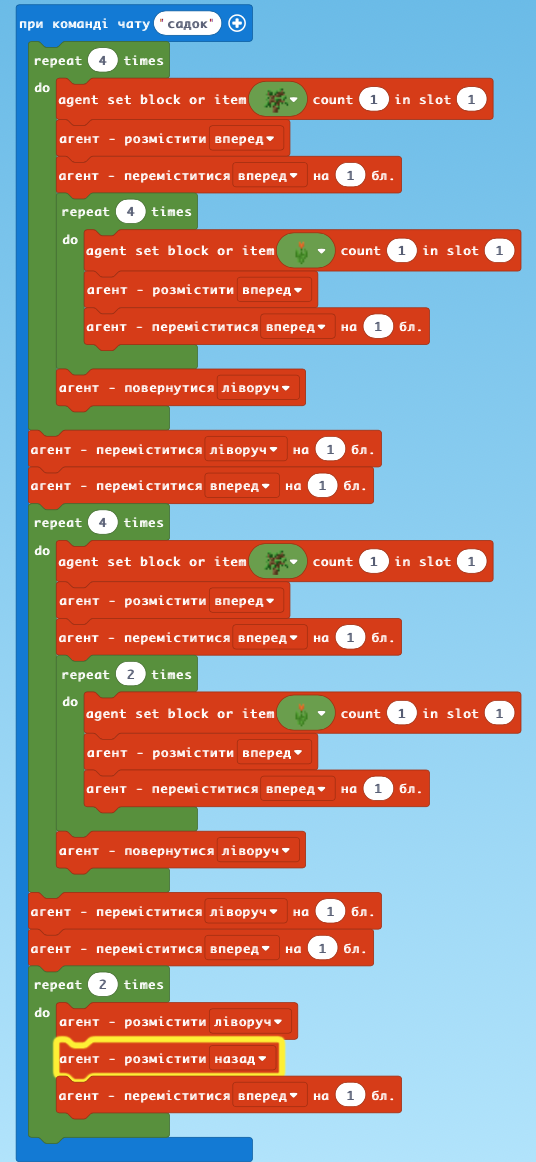 при команді чату "садок"
repeat 4 times
do
agent set block or item count 1 in slot 1
агент - розмістити вперед
агент - переміститися вперед на 1 бл.
repeat 4 times
do
agent set block or item count 1 in slot 1
агент - розмістити вперед
агент - переміститися вперед на 1 бл.
агент - повернутися ліворуч
агент - переміститися ліворуч на 1 бл.
агент - переміститися вперед на 1 бл.
repeat 4 times
do
agent set block or item count 1 in slot 1
агент - розмістити вперед
агент - переміститися вперед на 1 бл.
repeat 2 times
do
agent set block or item count 1 in slot 1
агент - розмістити вперед
агент - переміститися вперед на 1 бл.
агент - повернутися ліворуч
агент - переміститися ліворуч на 1 бл.
агент - переміститися вперед на 1 бл.
repeat 2 times
do
агент - розмістити ліворуч
агент - розмістити назад
агент - переміститися вперед на 1 бл.